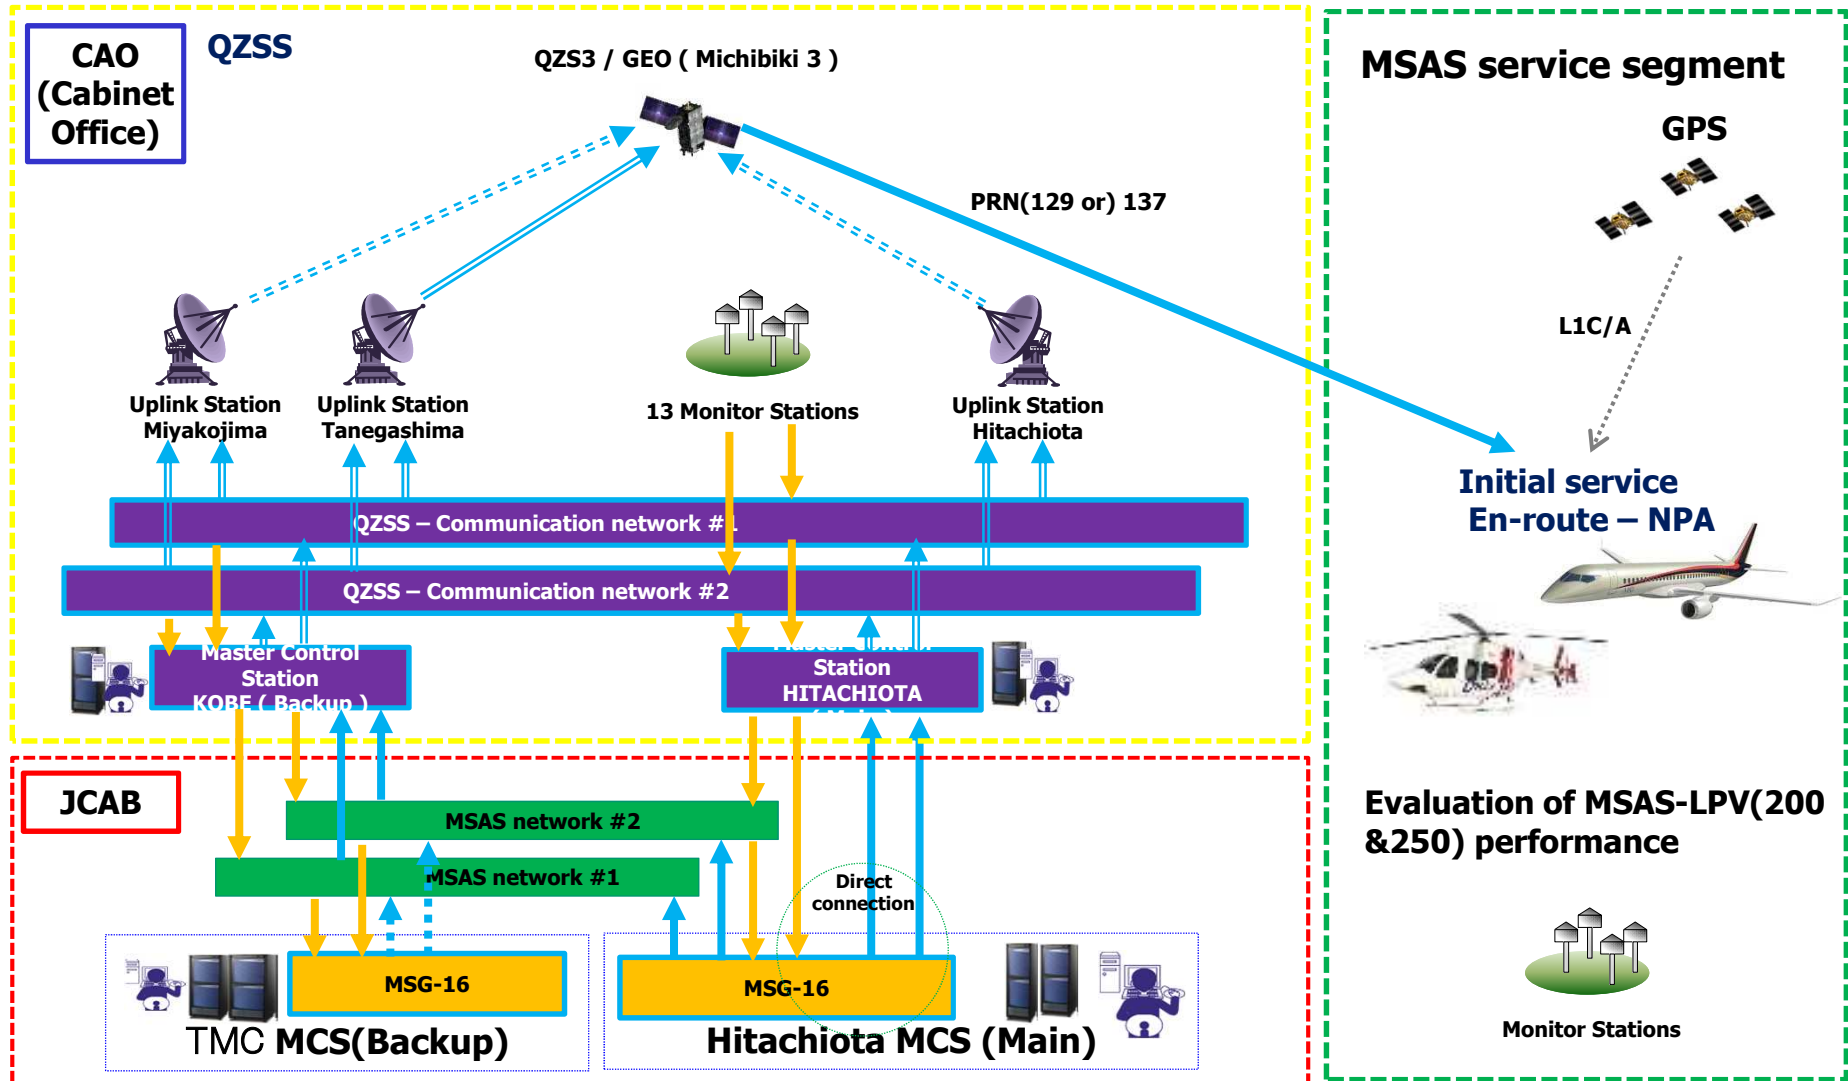 CAO
(Cabinet
Office)
QZSS
QZS3 / GEO ( Michibiki 3 )
PRN(129 or) 137
Uplink Station
Miyakojima
Uplink Station
Tanegashima
13 Monitor Stations
Uplink Station
Hitachiota
QZSS – Communication network #1
QZSS – Communication network #2
Master Control
Station
KOBE ( Backup )
Master Control
Station
HITACHIOTA
( Main )
JCAB
MSAS network #2
MSAS network #1
Direct
connection
MSG-16
MSG-16
TMC MCS(Backup)
Hitachiota MCS (Main)
MSAS service segment
GPS
L1C/A
Initial service
En-route – NPA
Evaluation of MSAS-LPV(200
&250) performance
Monitor Stations